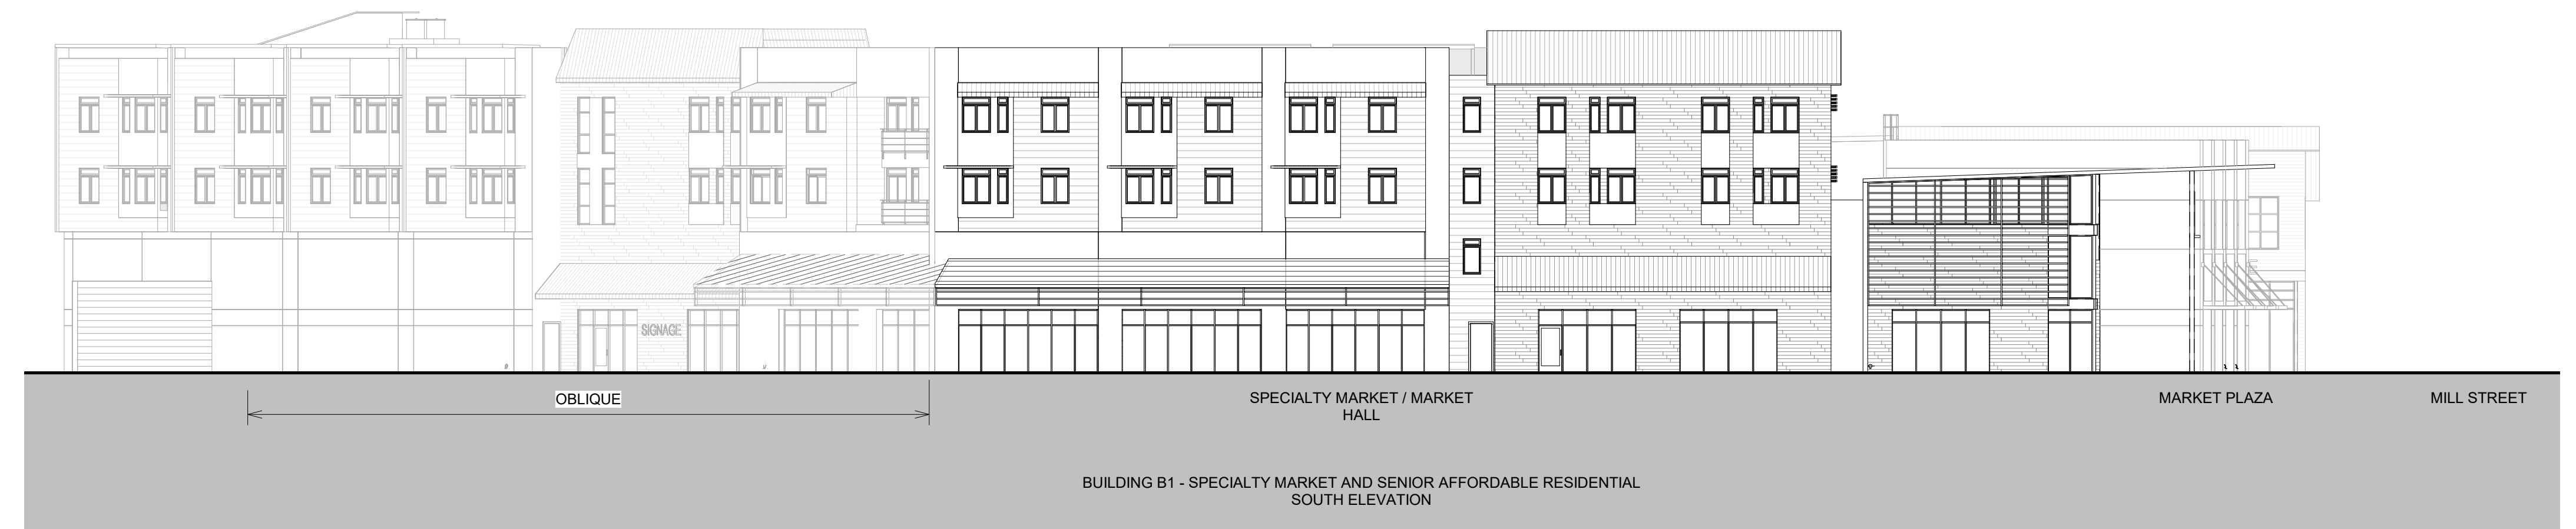 SIGNAGE
OBLIQUE
SPECIALTY MARKET / MARKET
HALL
MARKET PLAZA
MILL STREET
BUILDING B1 - SPECIALTY MARKET AND SENIOR AFFORDABLE RESIDENTIAL
SOUTH ELEVATION